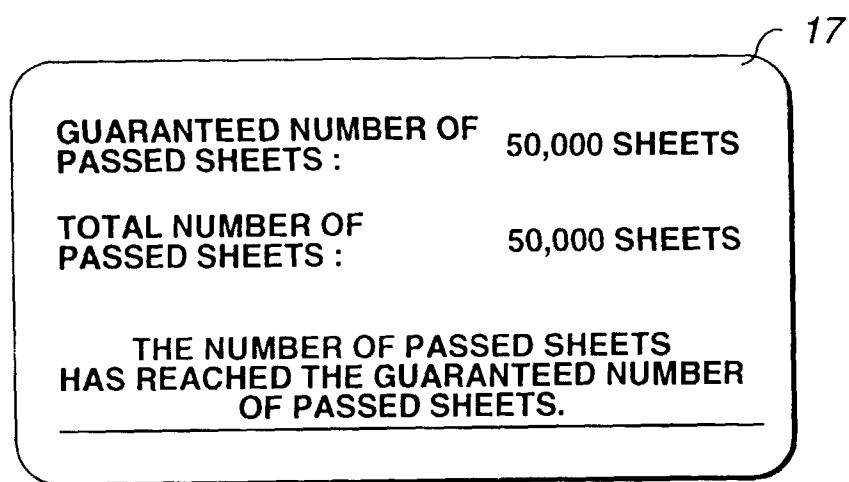 17
GUARANTEED NUMBER OF
PASSED SHEETS : 50,000 SHEETS
TOTAL NUMBER OF
PASSED SHEETS : 50,000 SHEETS
THE NUMBER OF PASSED SHEETS
HAS REACHED THE GUARANTEED NUMBER
OF PASSED SHEETS.